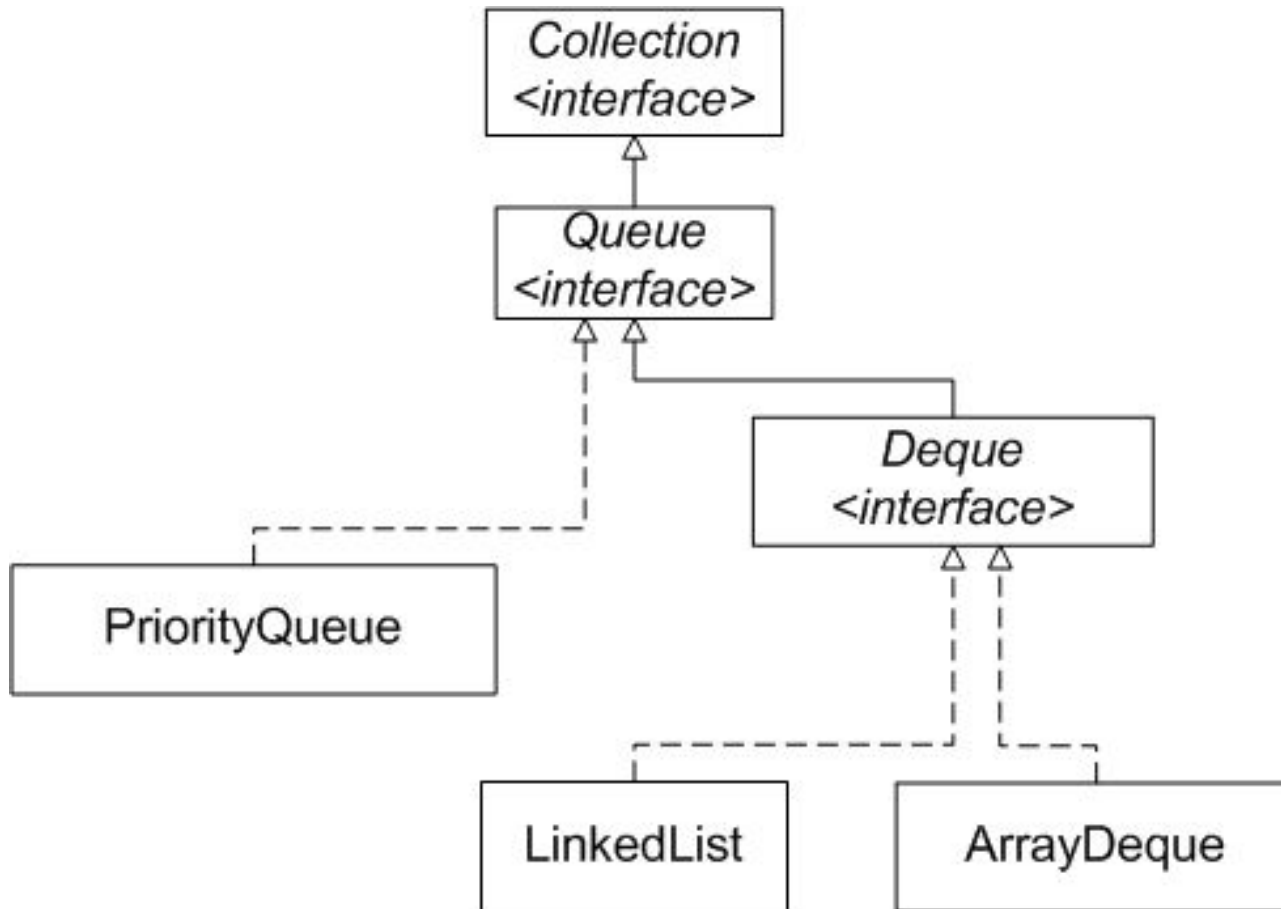 Collection
<interface>
Queue
<interface>
Deque
<interface>
PriorityQueue
LinkedList
ArrayDeque